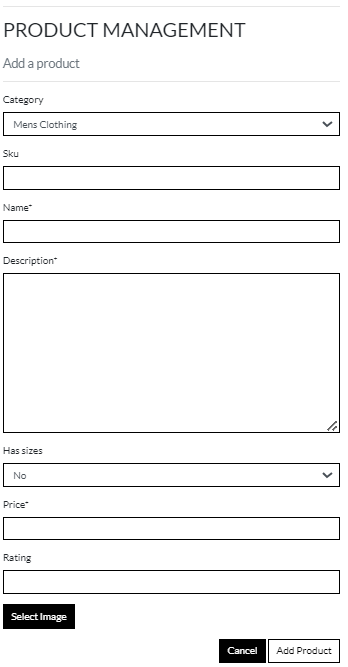 PRODUCT MANAGEMENT
Add a product
Category
Mens Clothing
Sku
Name*
Description*
Has sizes
No
Price*
Rating
Select Image
Cancel Add Product